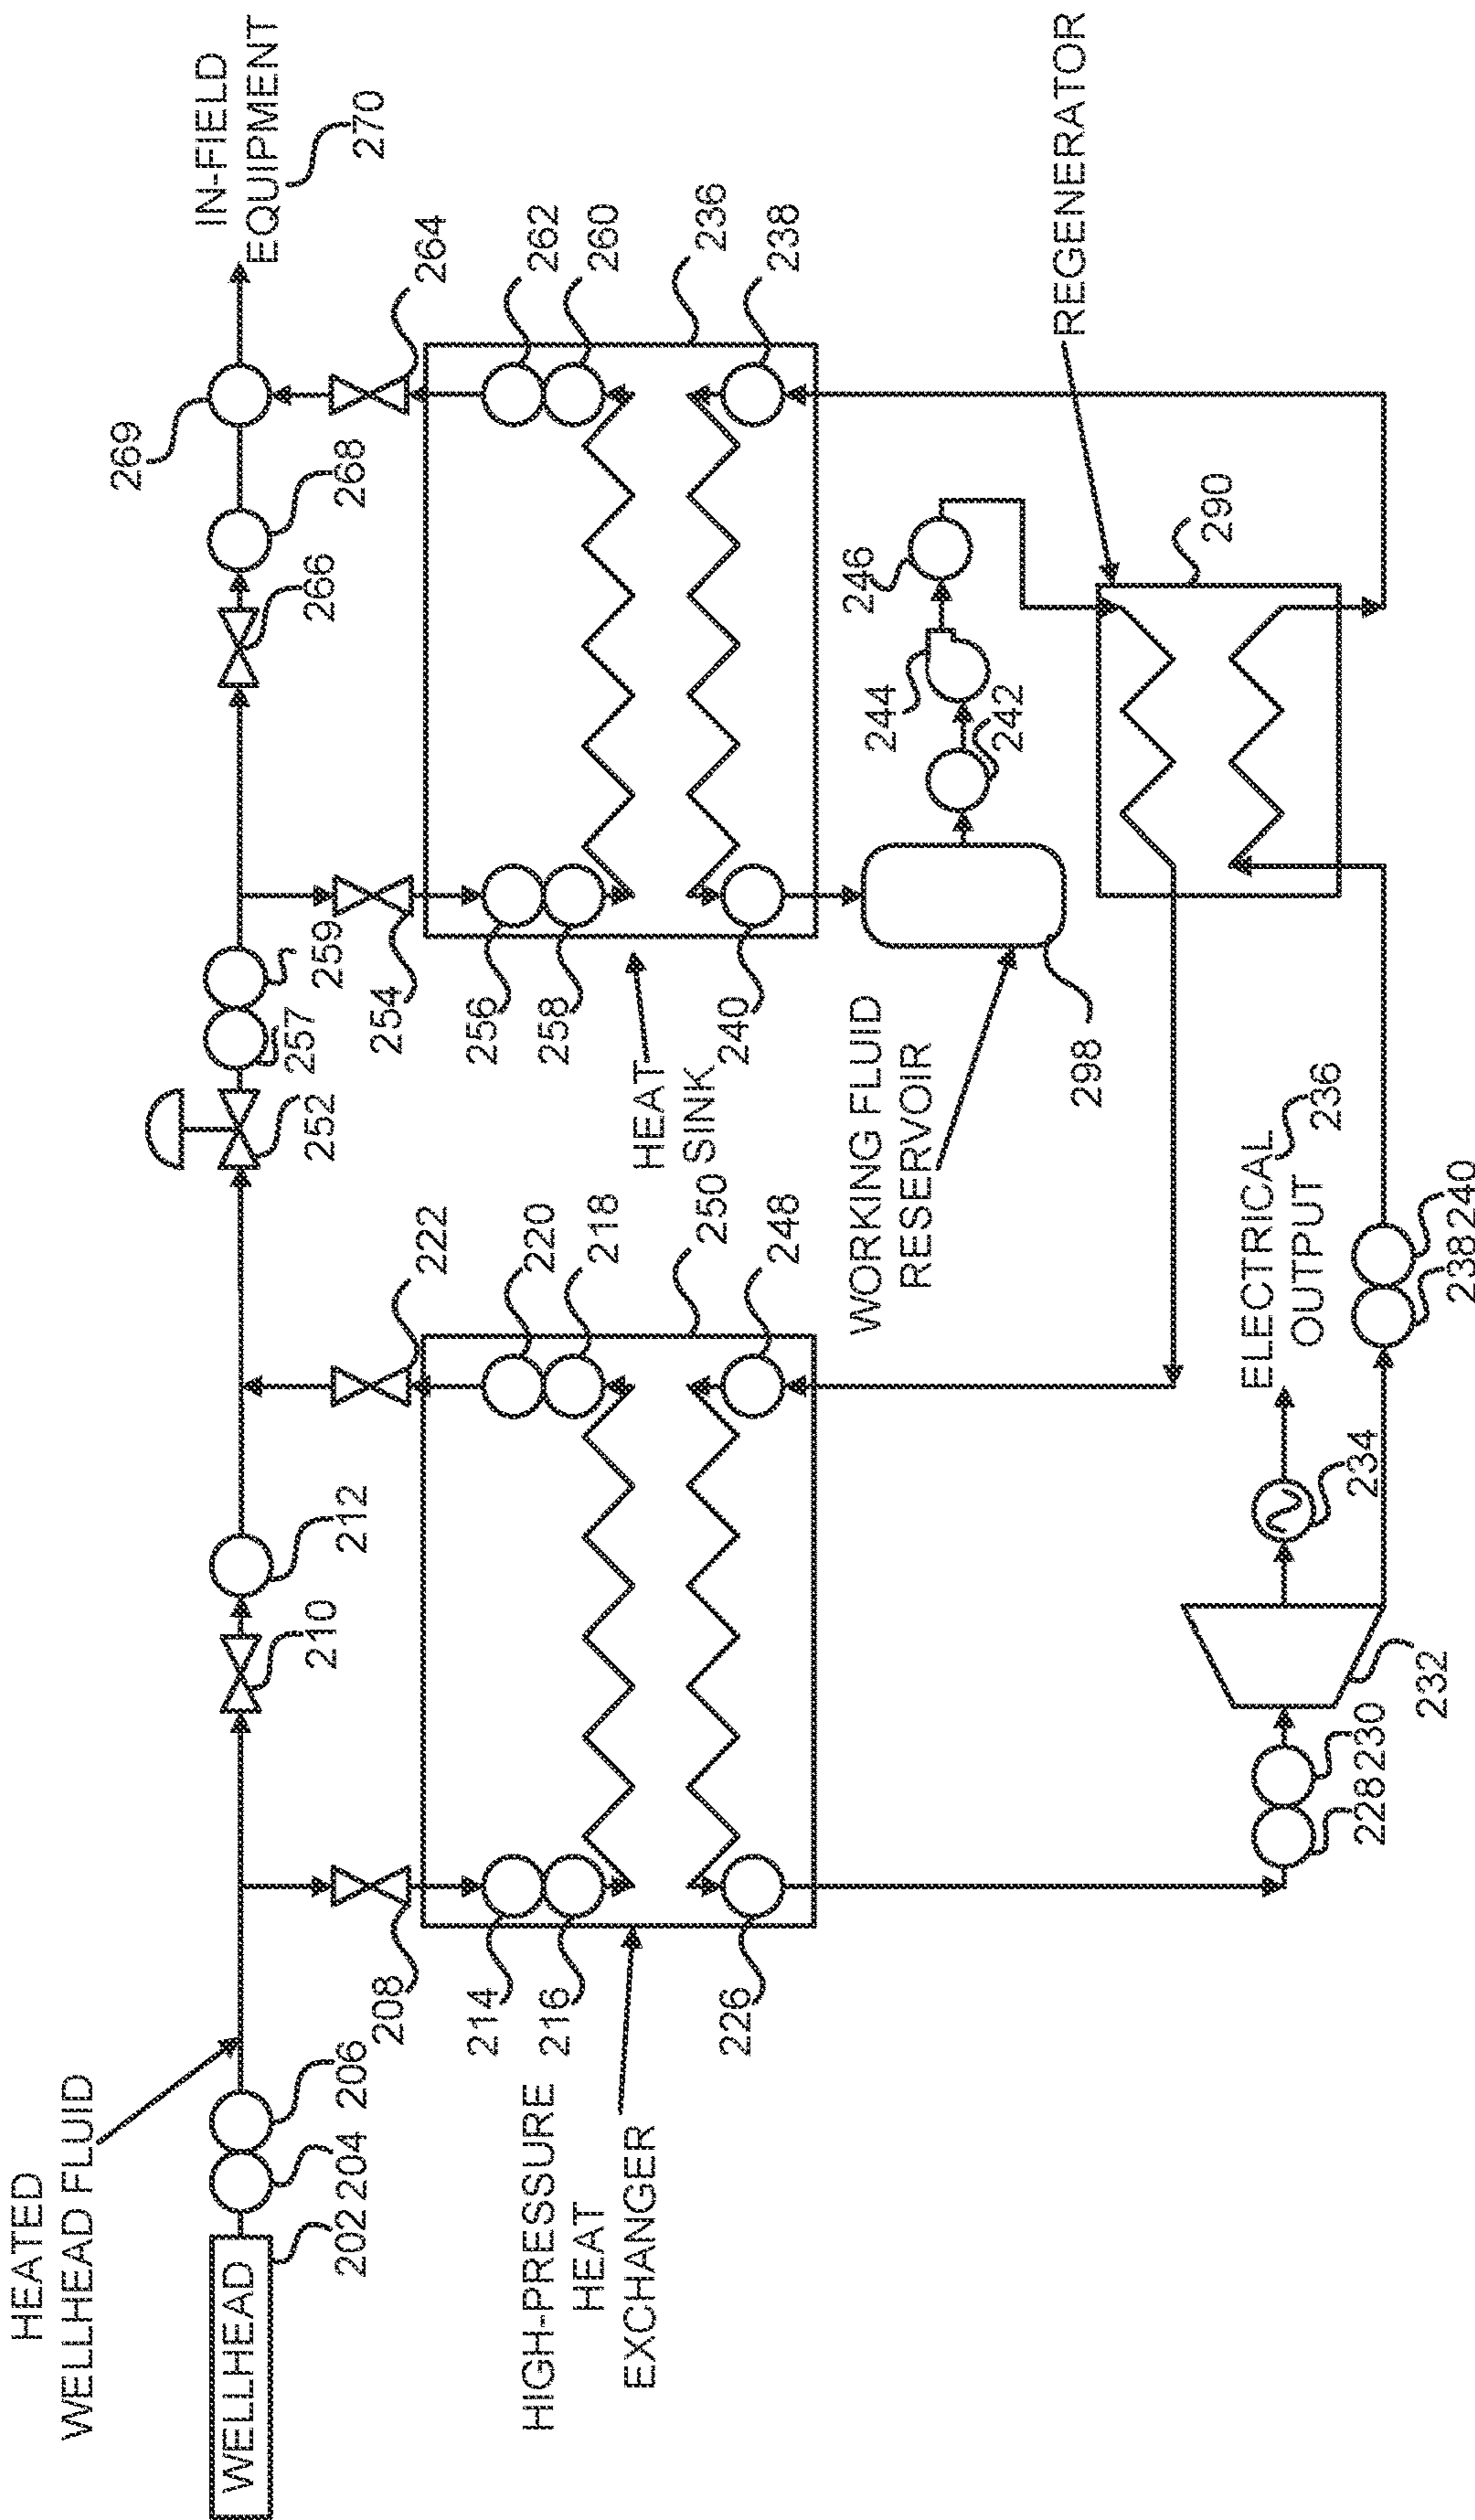 HEATED
WELLHEAD FLUID
WELLHEAD
202
204
206
208
210
212
222
252
257
259
254
266
268
269
264
IN-FIELD
EQUIPMENT
270
HIGH-PRESSURE
HEAT
EXCHANGER
214
216
226
220
218
250
248
HEAT
SINK
256
258
240
262
260
236
238
WORKING FLUID
RESERVOIR
298
242
244
246
REGENERATOR
290
228
230
232
234
ELECTRICAL
OUTPUT
236
238
240